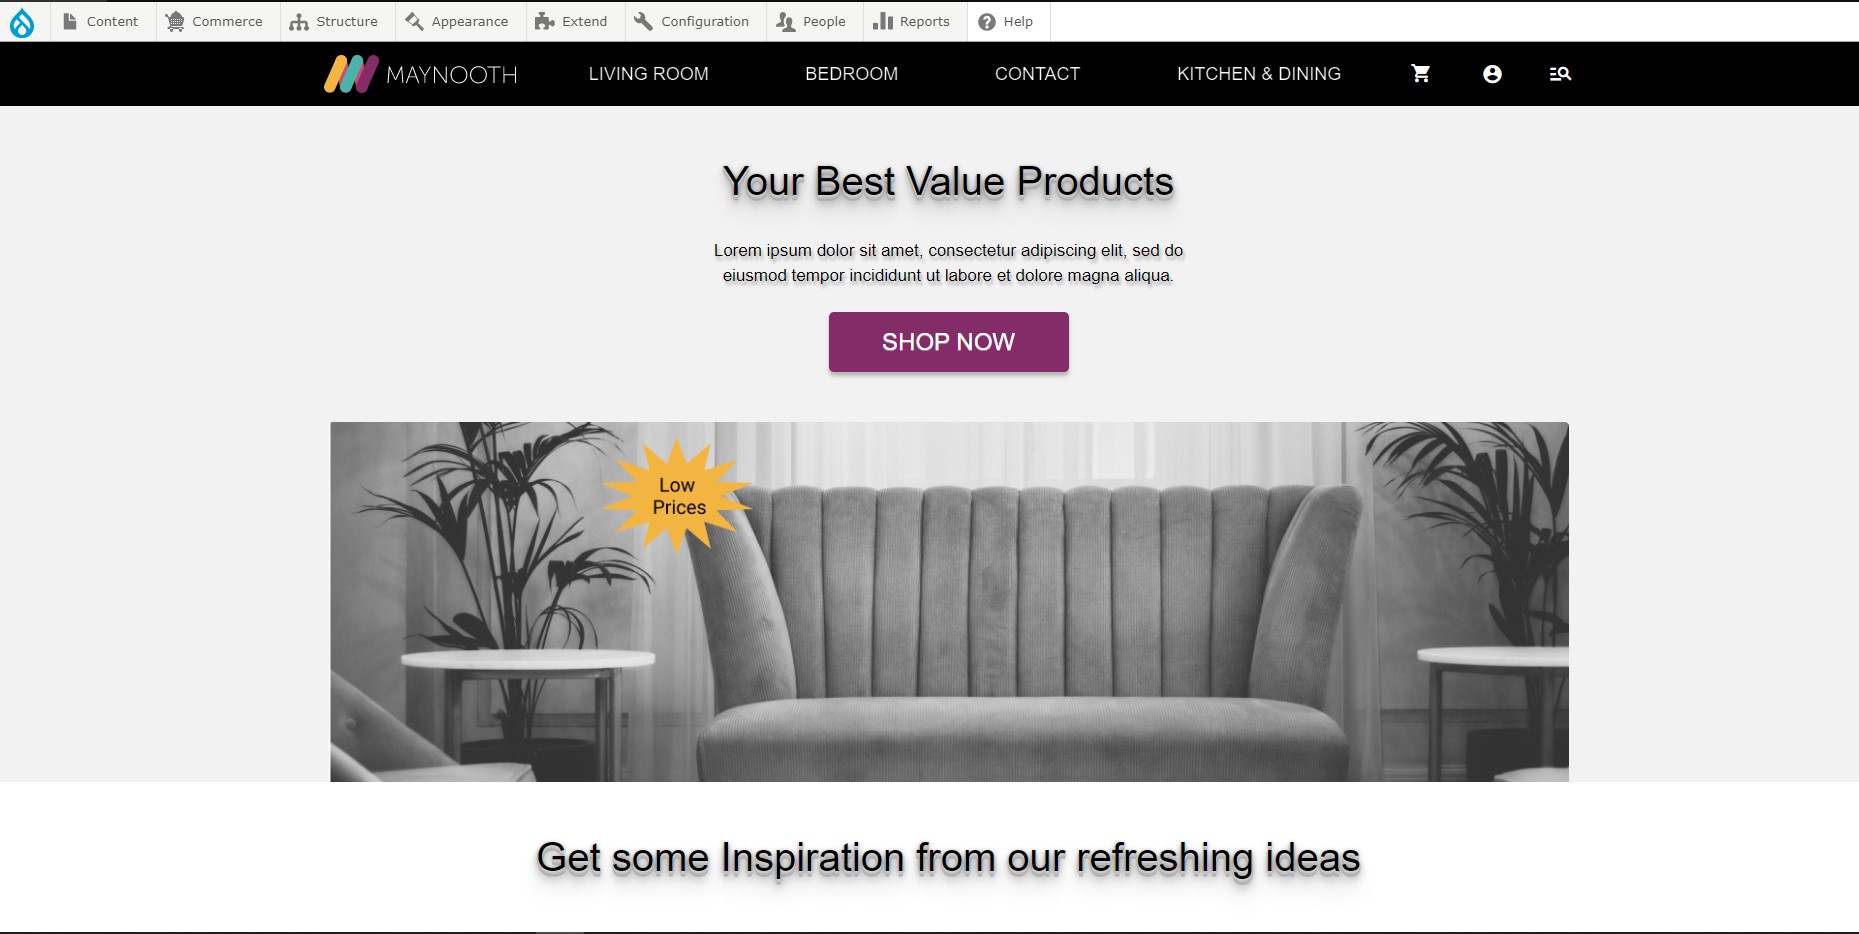 Content Commerce Structure Appearance Extend Configuration People Reports Help
MAYNOOTH LIVING ROOM BEDROOM CONTACT KITCHEN & DINING
Your Best Value Products
Lorem ipsum dolor sit amet, consectetur adipiscing elit, sed do
eiusmod tempor incididunt ut labore et dolore magna aliqua.
SHOP NOW
Low
Prices
Get some Inspiration from our refreshing ideas